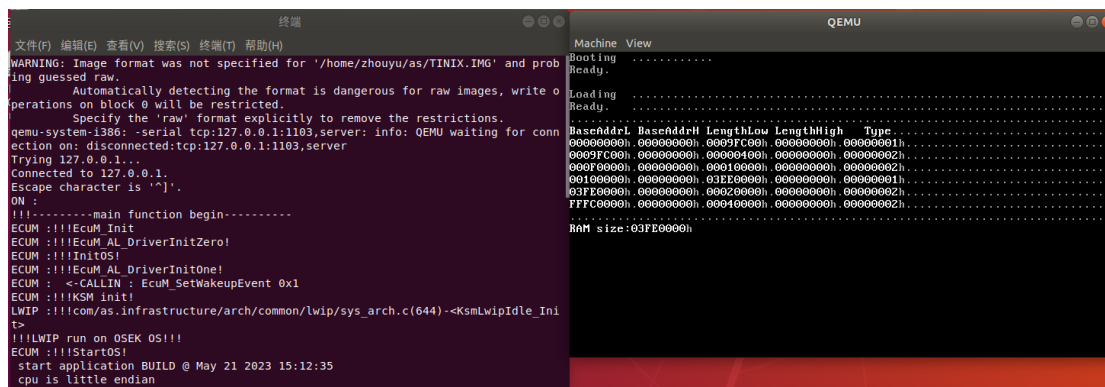 终端
文件(F) 编辑(E) 查看(V) 搜索(S) 终端(T) 帮助(H)
WARNING: Image format was not specified for '/home/zhouyu/as/TINIX.IMG' and prob
ing guessed raw.
         Automatically detecting the format is dangerous for raw images, write o
perations on block 0 will be restricted.
         Specify the 'raw' format explicitly to remove the restrictions.
qemu-system-i386: -serial tcp:127.0.0.1:1103,server: info: QEMU waiting for conn
ection on: disconnected:tcp:127.0.0.1:1103,server
Trying 127.0.0.1...
Connected to 127.0.0.1.
Escape character is '^]'.
ON :
!!!---------main function begin----------
ECUM :!!!EcuM_Init
ECUM :!!!EcuM_AL_DriverInitZero!
ECUM :!!!InitOS!
ECUM :!!!EcuM_AL_DriverInitOne!
ECUM :  <-CALLIN : EcuM_SetWakeupEvent 0x1
ECUM :!!!KSM init!
LWIP :!!!com/as.infrastructure/arch/common/lwip/sys_arch.c(644)-<KsmLwipIdle_Ini
t>
!!!LWIP run on OSEK OS!!!
ECUM :!!!StartOS!
 start application BUILD @ May 21 2023 15:12:35
 cpu is little endian
QEMU
Machine View
Booting ............
Ready.
Loading ........................................................................
Ready. .........................................................................
................................................................................
BaseAddrL BaseAddrH LengthLow LengthHigh   Type.................................
00000000h.00000000h.0009FC00h.00000000h.00000001h...............................
0009FC00h.00000000h.00000400h.00000000h.00000002h...............................
000F0000h.00000000h.00010000h.00000000h.00000002h...............................
00100000h.00000000h.03EE0000h.00000000h.00000001h...............................
03FE0000h.00000000h.00020000h.00000000h.00000002h...............................
FFFC0000h.00000000h.00040000h.00000000h.00000002h...............................
................................................................................
RAM size:03FE0000h